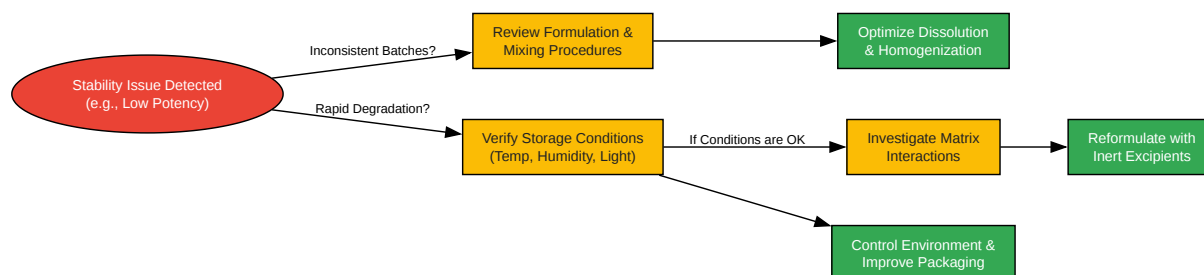 Stability Issue Detected
(e.g., Low Potency)
Inconsistent Batches?
Rapid Degradation?
Review Formulation &
Mixing Procedures
Optimize Dissolution
& Homogenization
Verify Storage Conditions
(Temp, Humidity, Light)
If Conditions are OK
Investigate Matrix
Interactions
Reformulate with
Inert Excipients
Control Environment &
Improve Packaging